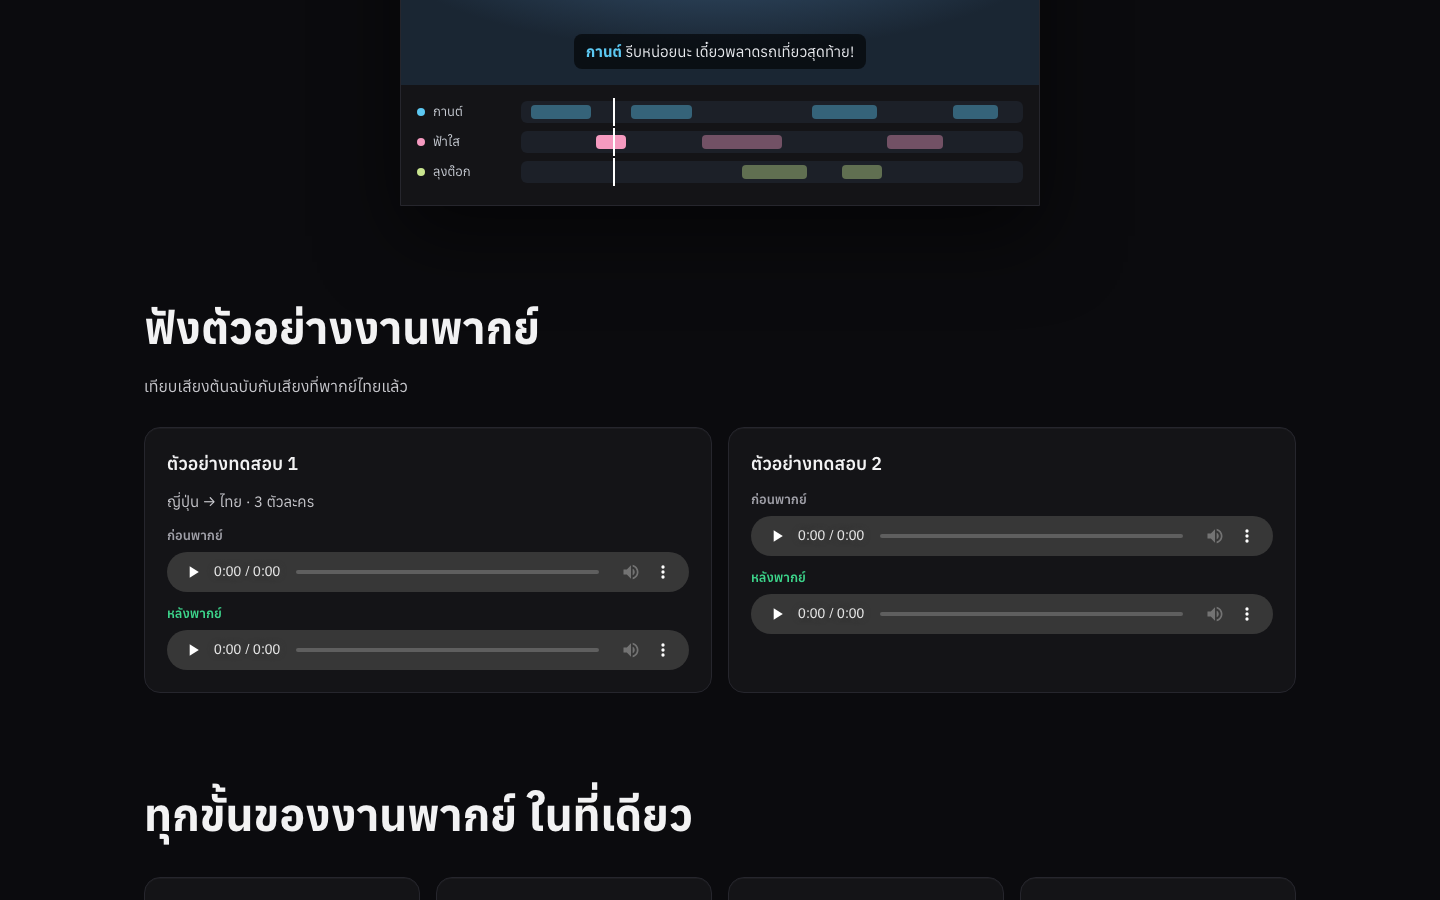 กานต์ รีบหน่อยนะ เดี๋ยวพลาดรถเที่ยวสุดท้าย!
กานต์
ฟ้าใส
ลุงต๊อก
ฟังตัวอย่างงานพากย์
เทียบเสียงต้นฉบับกับเสียงที่พากย์ไทยแล้ว
ตัวอย่างทดสอบ 1
ญี่ปุ่น → ไทย · 3 ตัวละคร
ก่อนพากย์
0:00 / 0:00
หลังพากย์
0:00 / 0:00
ตัวอย่างทดสอบ 2
ก่อนพากย์
0:00 / 0:00
หลังพากย์
0:00 / 0:00
ทุกขั้นของงานพากย์ ในที่เดียว